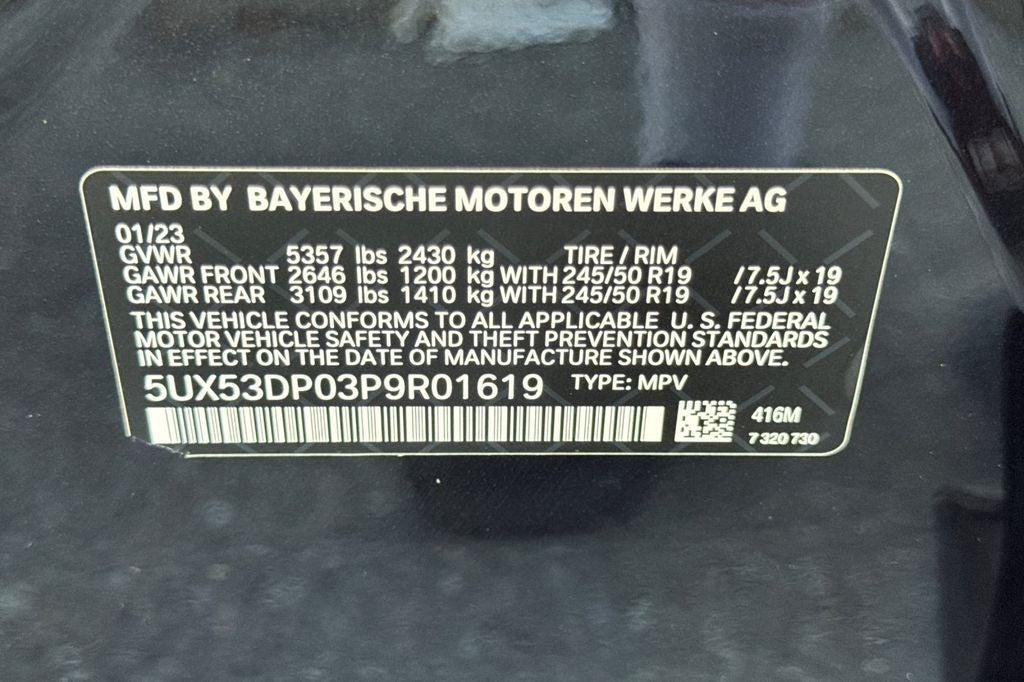 MFD BY BAYERISCHE MOTOREN WERKE AG
01/23
GVWR 5357 lbs 2430 kg TIRE / RIM
GAWR FRONT 2646 lbs 1200 kg WITH 245/50 R19 / 7.5J x 19
GAWR REAR 3109 lbs 1410 kg WITH 245/50 R19 / 7.5J x 19
THIS VEHICLE CONFORMS TO ALL APPLICABLE U. S. FEDERAL
MOTOR VEHICLE SAFETY AND THEFT PREVENTION STANDARDS
IN EFFECT ON THE DATE OF MANUFACTURE SHOWN ABOVE.
5UX53DP03P9R01619 TYPE: MPV
416M
7 320 730